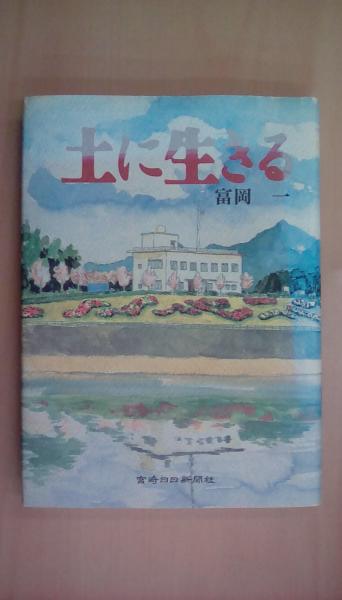 土に生きる
富岡 一
宮崎日日新聞社